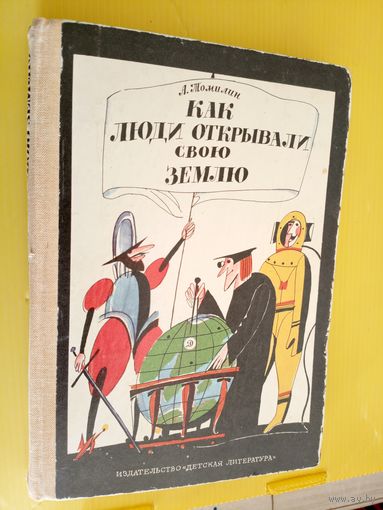 А. Томилин
КАК
ЛЮДИ ОТКРЫВАЛИ
СВОЮ
ЗЕМЛЮ
Д
ИЗДАТЕЛЬСТВО «ДЕТСКАЯ ЛИТЕРАТУРА»
www.ay.by